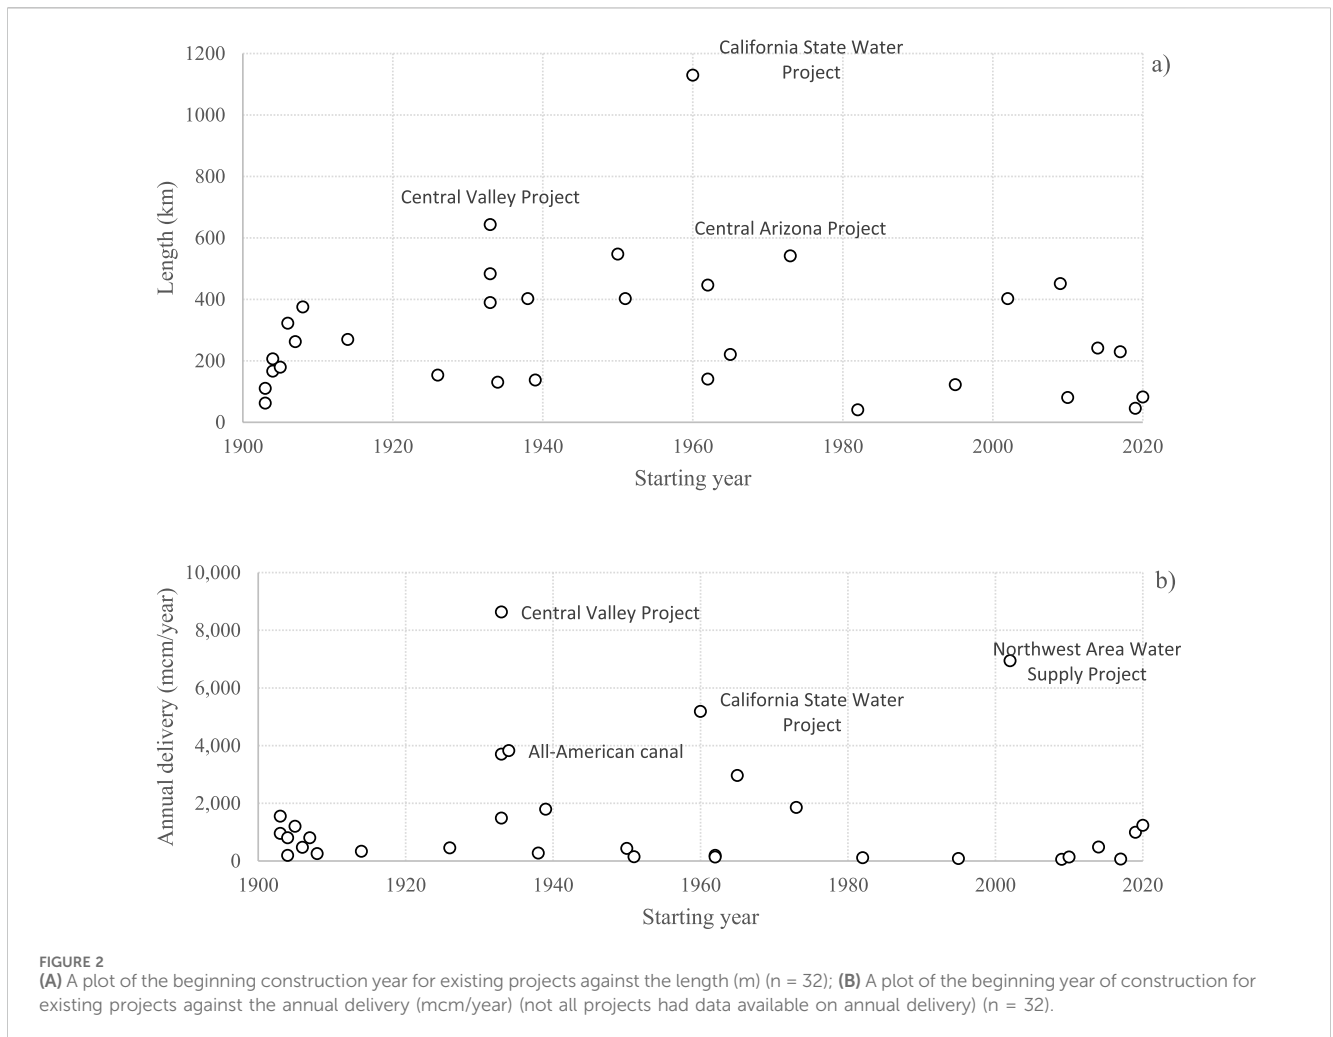 California State Water
Project
a)
1200
1000
800
600
400
200
0
Length (km)
Central Valley Project
Central Arizona Project
1900 1920 1940 1960 1980 2000 2020
Starting year
b)
10,000
8,000
6,000
4,000
2,000
0
Annual delivery (mcm/year)
Central Valley Project
Northwest Area Water
Supply Project
California State Water
Project
All-American canal
1900 1920 1940 1960 1980 2000 2020
Starting year
FIGURE 2
(A) A plot of the beginning construction year for existing projects against the length (m) (n = 32); (B) A plot of the beginning year of construction for
existing projects against the annual delivery (mcm/year) (not all projects had data available on annual delivery) (n = 32).